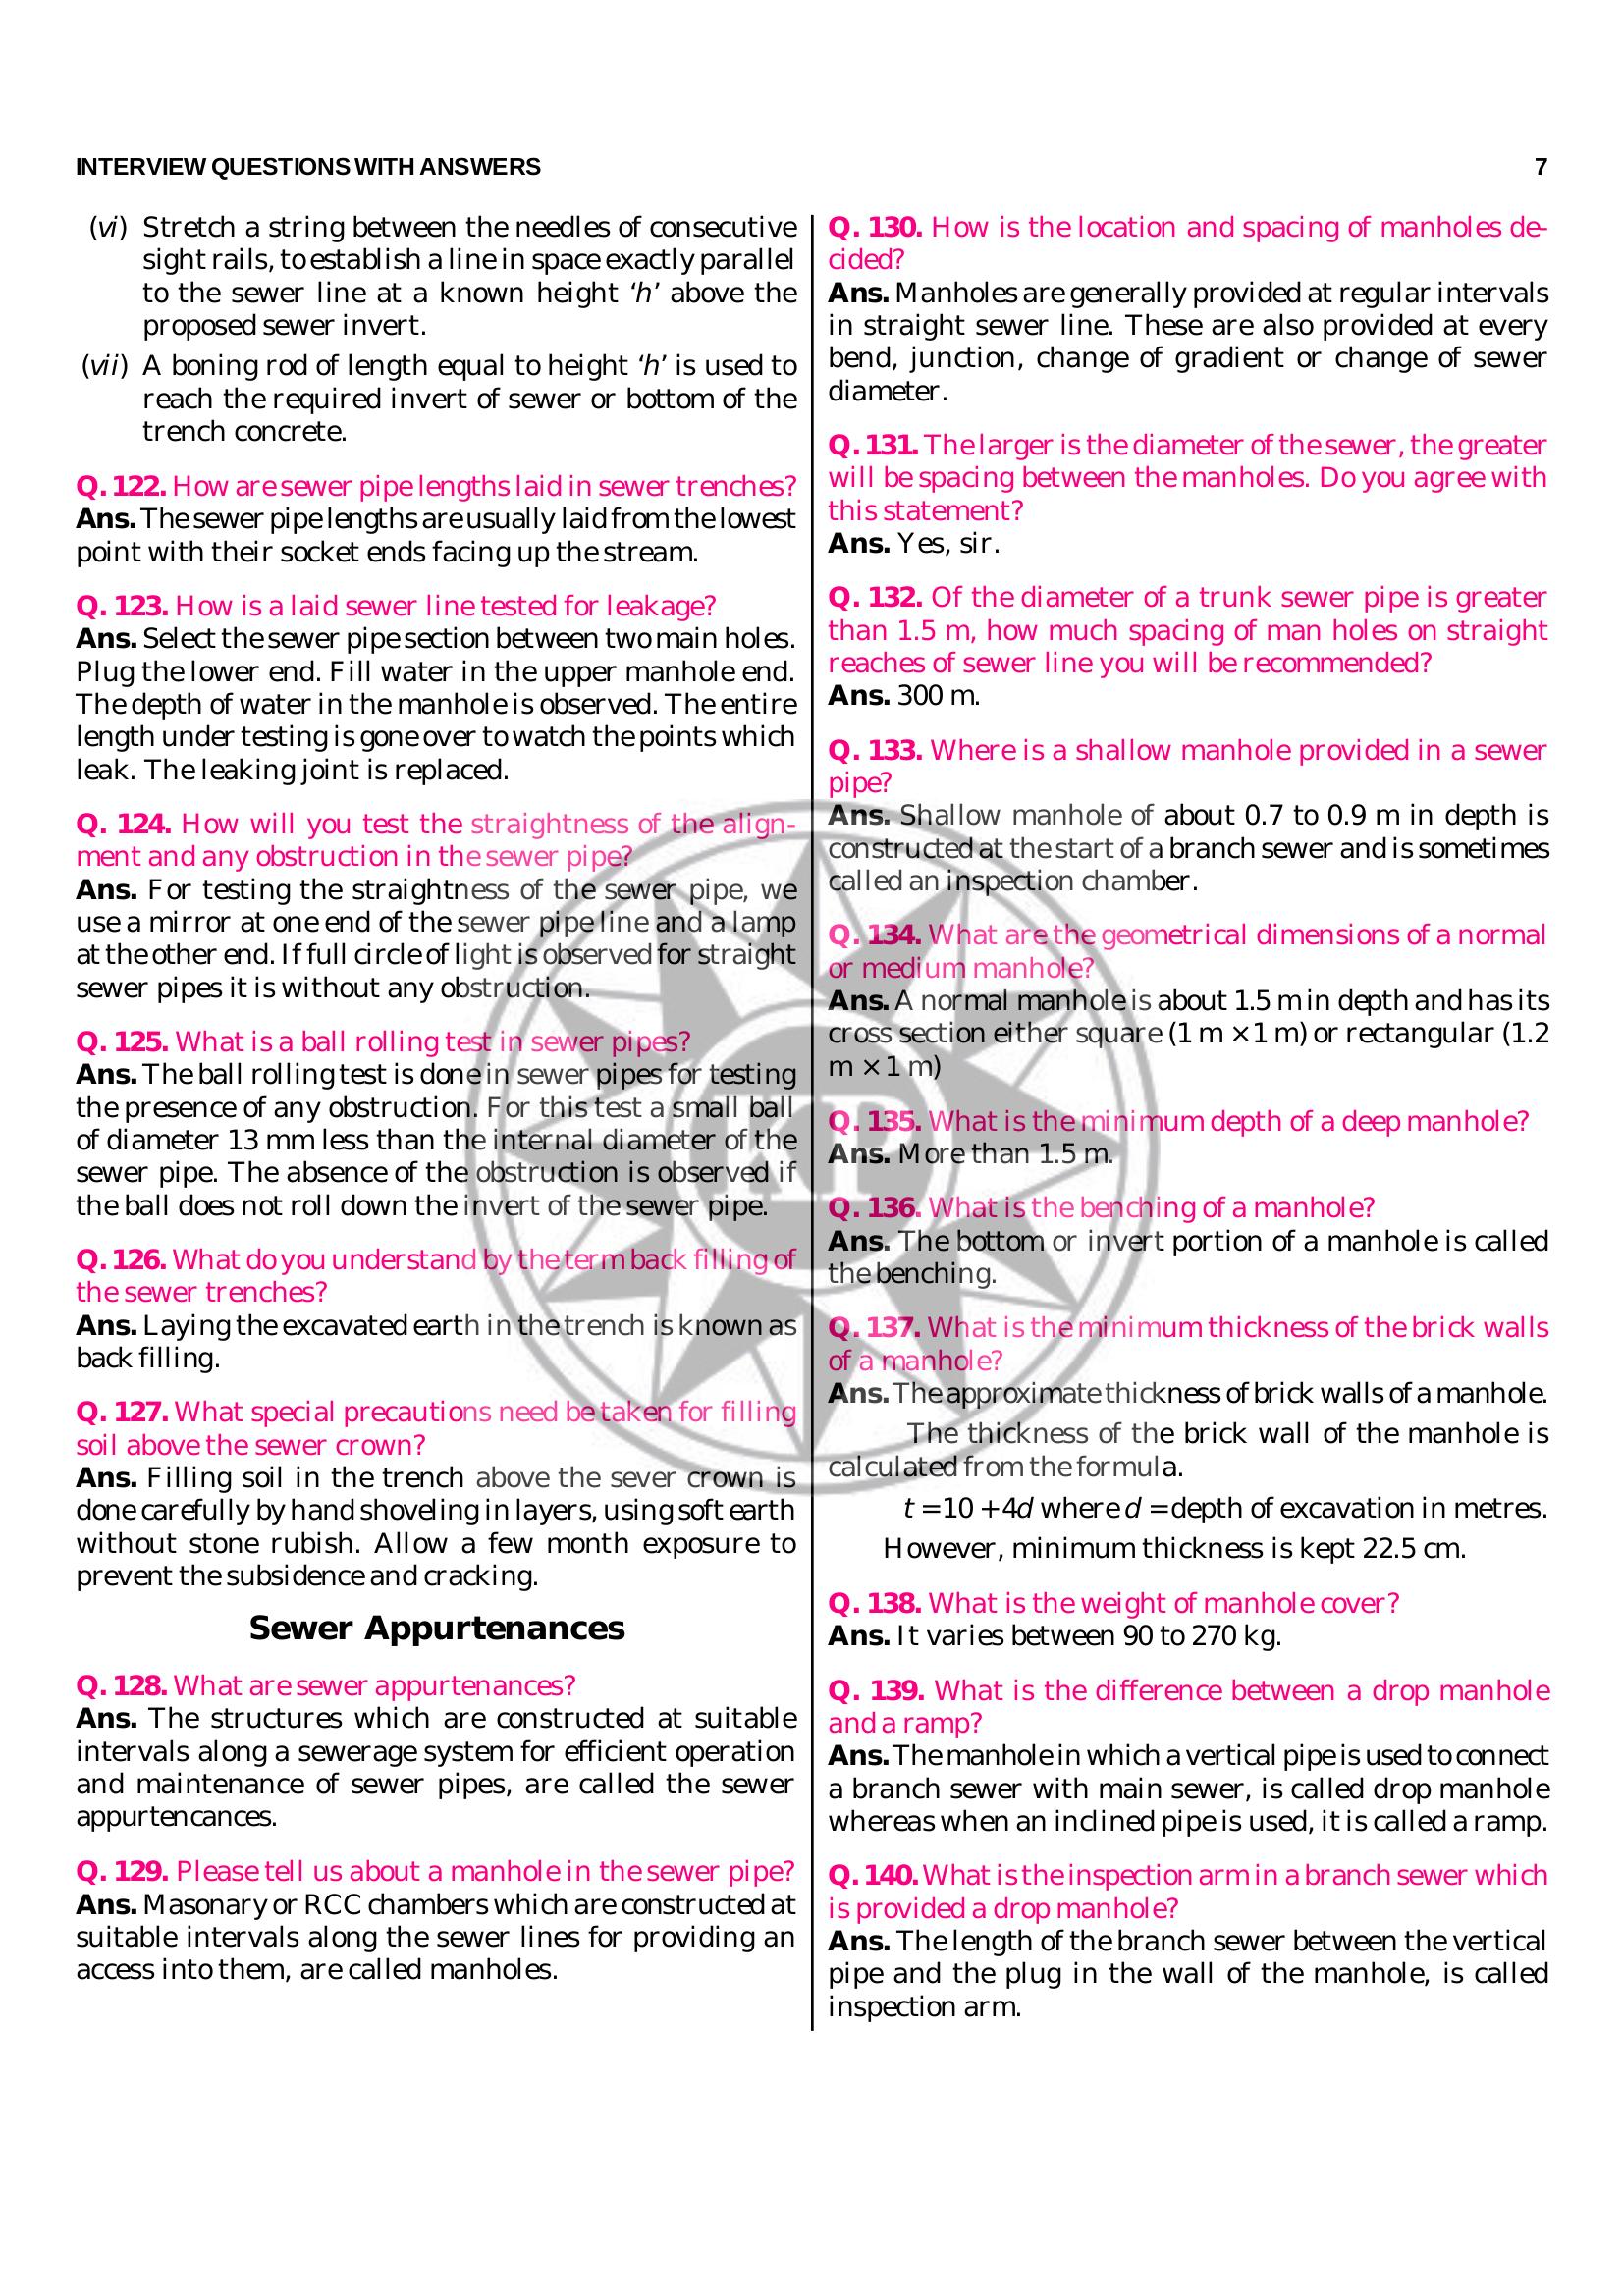 INTERVIEW QUESTIONS WITH ANSWERS 7
(vi) Stretch a string between the needles of consecutive
sight rails, to establish a line in space exactly parallel
to the sewer line at a known height ‘h’ above the
proposed sewer invert.
(vii) A boning rod of length equal to height ‘h’ is used to
reach the required invert of sewer or bottom of the
trench concrete.
Q. 122. How are sewer pipe lengths laid in sewer trenches?
Ans. The sewer pipe lengths are usually laid from the lowest
point with their socket ends facing up the stream.
Q. 123. How is a laid sewer line tested for leakage?
Ans. Select the sewer pipe section between two main holes.
Plug the lower end. Fill water in the upper manhole end.
The depth of water in the manhole is observed. The entire
length under testing is gone over to watch the points which
leak. The leaking joint is replaced.
Q. 124. How will you test the straightness of the align-
ment and any obstruction in the sewer pipe?
Ans. For testing the straightness of the sewer pipe, we
use a mirror at one end of the sewer pipe line and a lamp
at the other end. If full circle of light is observed for straight
sewer pipes it is without any obstruction.
Q. 125. What is a ball rolling test in sewer pipes?
Ans. The ball rolling test is done in sewer pipes for testing
the presence of any obstruction. For this test a small ball
of diameter 13 mm less than the internal diameter of the
sewer pipe. The absence of the obstruction is observed if
the ball does not roll down the invert of the sewer pipe.
Q. 126. What do you understand by the term back filling of
the sewer trenches?
Ans. Laying the excavated earth in the trench is known as
back filling.
Q. 127. What special precautions need be taken for filling
soil above the sewer crown?
Ans. Filling soil in the trench above the sever crown is
done carefully by hand shoveling in layers, using soft earth
without stone rubish. Allow a few month exposure to
prevent the subsidence and cracking.
Sewer Appurtenances
Q. 128. What are sewer appurtenances?
Ans. The structures which are constructed at suitable
intervals along a sewerage system for efficient operation
and maintenance of sewer pipes, are called the sewer
appurtencances.
Q. 129. Please tell us about a manhole in the sewer pipe?
Ans. Masonary or RCC chambers which are constructed at
suitable intervals along the sewer lines for providing an
access into them, are called manholes.
Q. 130. How is the location and spacing of manholes de-
cided?
Ans. Manholes are generally provided at regular intervals
in straight sewer line. These are also provided at every
bend, junction, change of gradient or change of sewer
diameter.
Q. 131. The larger is the diameter of the sewer, the greater
will be spacing between the manholes. Do you agree with
this statement?
Ans. Yes, sir.
Q. 132. Of the diameter of a trunk sewer pipe is greater
than 1.5 m, how much spacing of man holes on straight
reaches of sewer line you will be recommended?
Ans. 300 m.
Q. 133. Where is a shallow manhole provided in a sewer
pipe?
Ans. Shallow manhole of about 0.7 to 0.9 m in depth is
constructed at the start of a branch sewer and is sometimes
called an inspection chamber.
Q. 134. What are the geometrical dimensions of a normal
or medium manhole?
Ans. A normal manhole is about 1.5 m in depth and has its
cross section either square (1 m × 1 m) or rectangular (1.2
m × 1 m)
Q. 135. What is the minimum depth of a deep manhole?
Ans. More than 1.5 m.
Q. 136. What is the benching of a manhole?
Ans. The bottom or invert portion of a manhole is called
the benching.
Q. 137. What is the minimum thickness of the brick walls
of a manhole?
Ans. The approximate thickness of brick walls of a manhole.
The thickness of the brick wall of the manhole is
calculated from the formula.
t = 10 + 4d where d = depth of excavation in metres.
However, minimum thickness is kept 22.5 cm.
Q. 138. What is the weight of manhole cover?
Ans. It varies between 90 to 270 kg.
Q. 139. What is the difference between a drop manhole
and a ramp?
Ans. The manhole in which a vertical pipe is used to connect
a branch sewer with main sewer, is called drop manhole
whereas when an inclined pipe is used, it is called a ramp.
Q. 140. What is the inspection arm in a branch sewer which
is provided a drop manhole?
Ans. The length of the branch sewer between the vertical
pipe and the plug in the wall of the manhole, is called
inspection arm.
KP